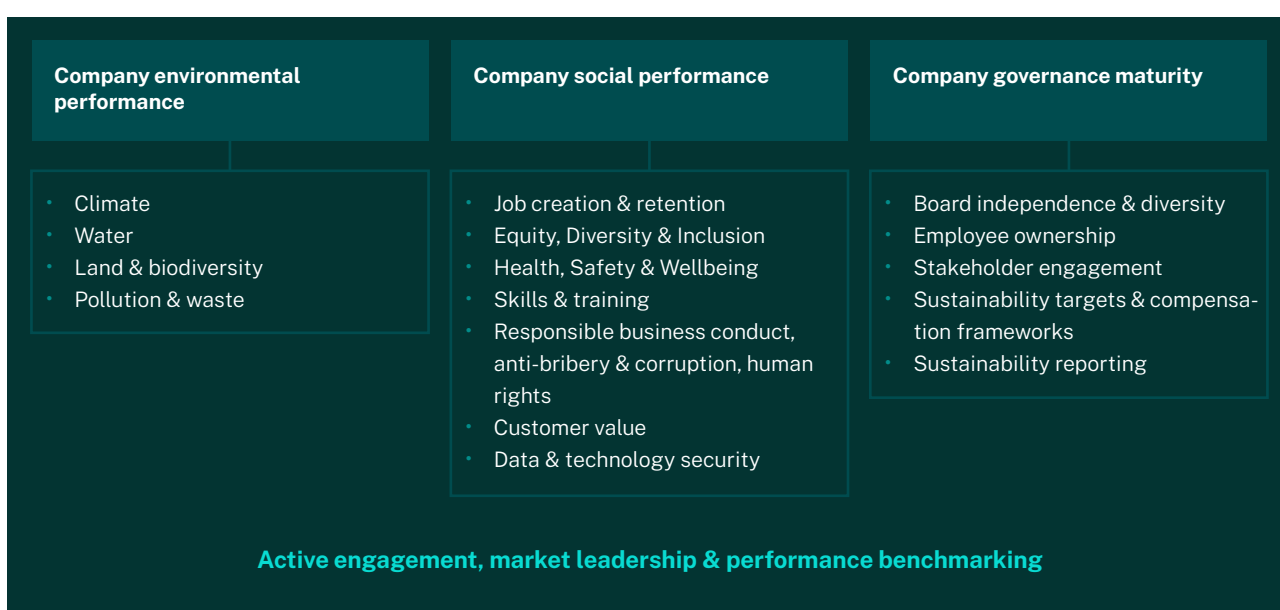 Company environmental
performance
• Climate
• Water
• Land & biodiversity
• Pollution & waste
Company social performance
• Job creation & retention
• Equity, Diversity & Inclusion
• Health, Safety & Wellbeing
• Skills & training
• Responsible business conduct,
anti-bribery & corruption, human
rights
• Customer value
• Data & technology security
Company governance maturity
• Board independence & diversity
• Employee ownership
• Stakeholder engagement
• Sustainability targets & compensa-
tion frameworks
• Sustainability reporting
Active engagement, market leadership & performance benchmarking